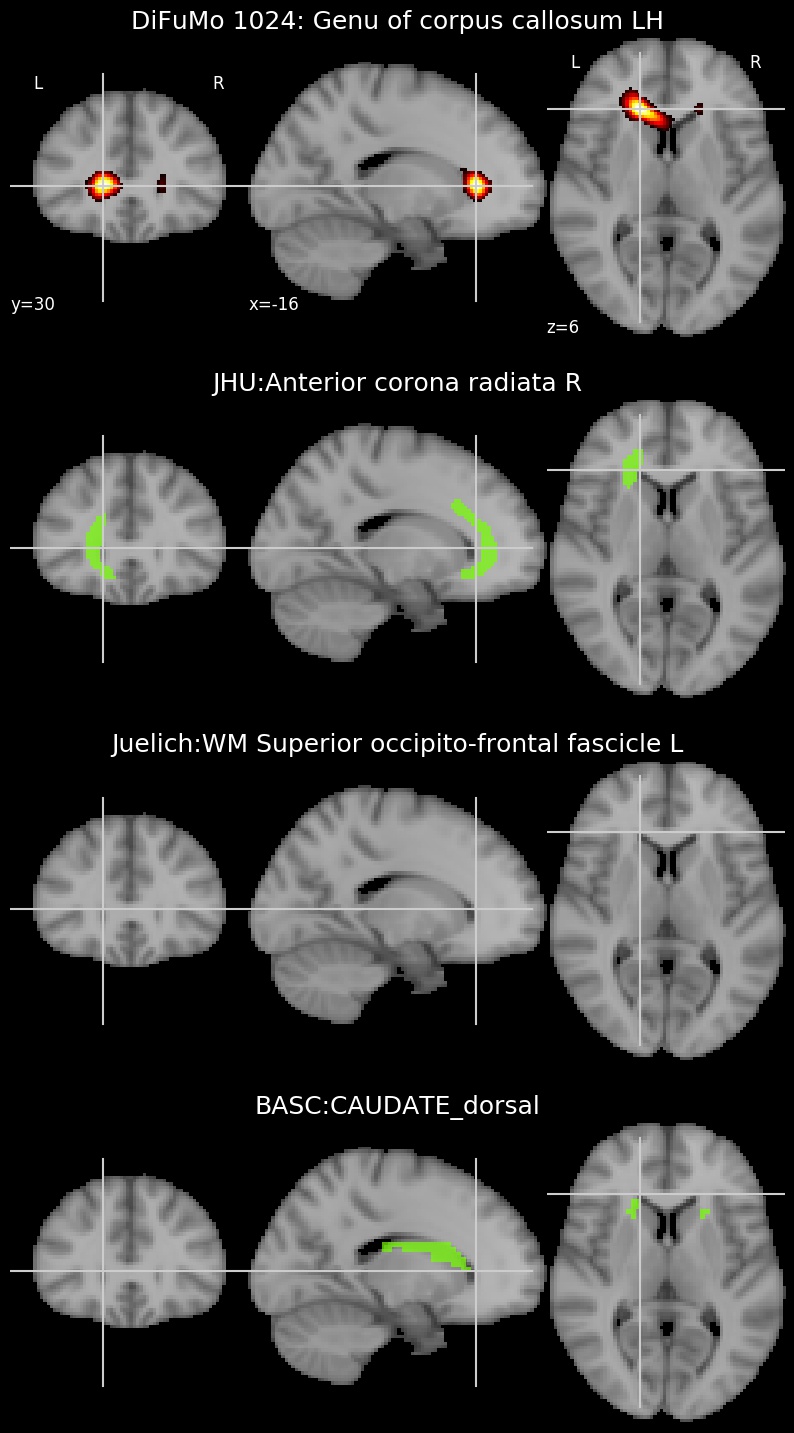 DiFuMo 1024: Genu of corpus callosum LH
L R L R
y=30 x=-16 z=6
JHU:Anterior corona radiata R
Juelich:WM Superior occipito-frontal fascicle L
BASC:CAUDATE_dorsal